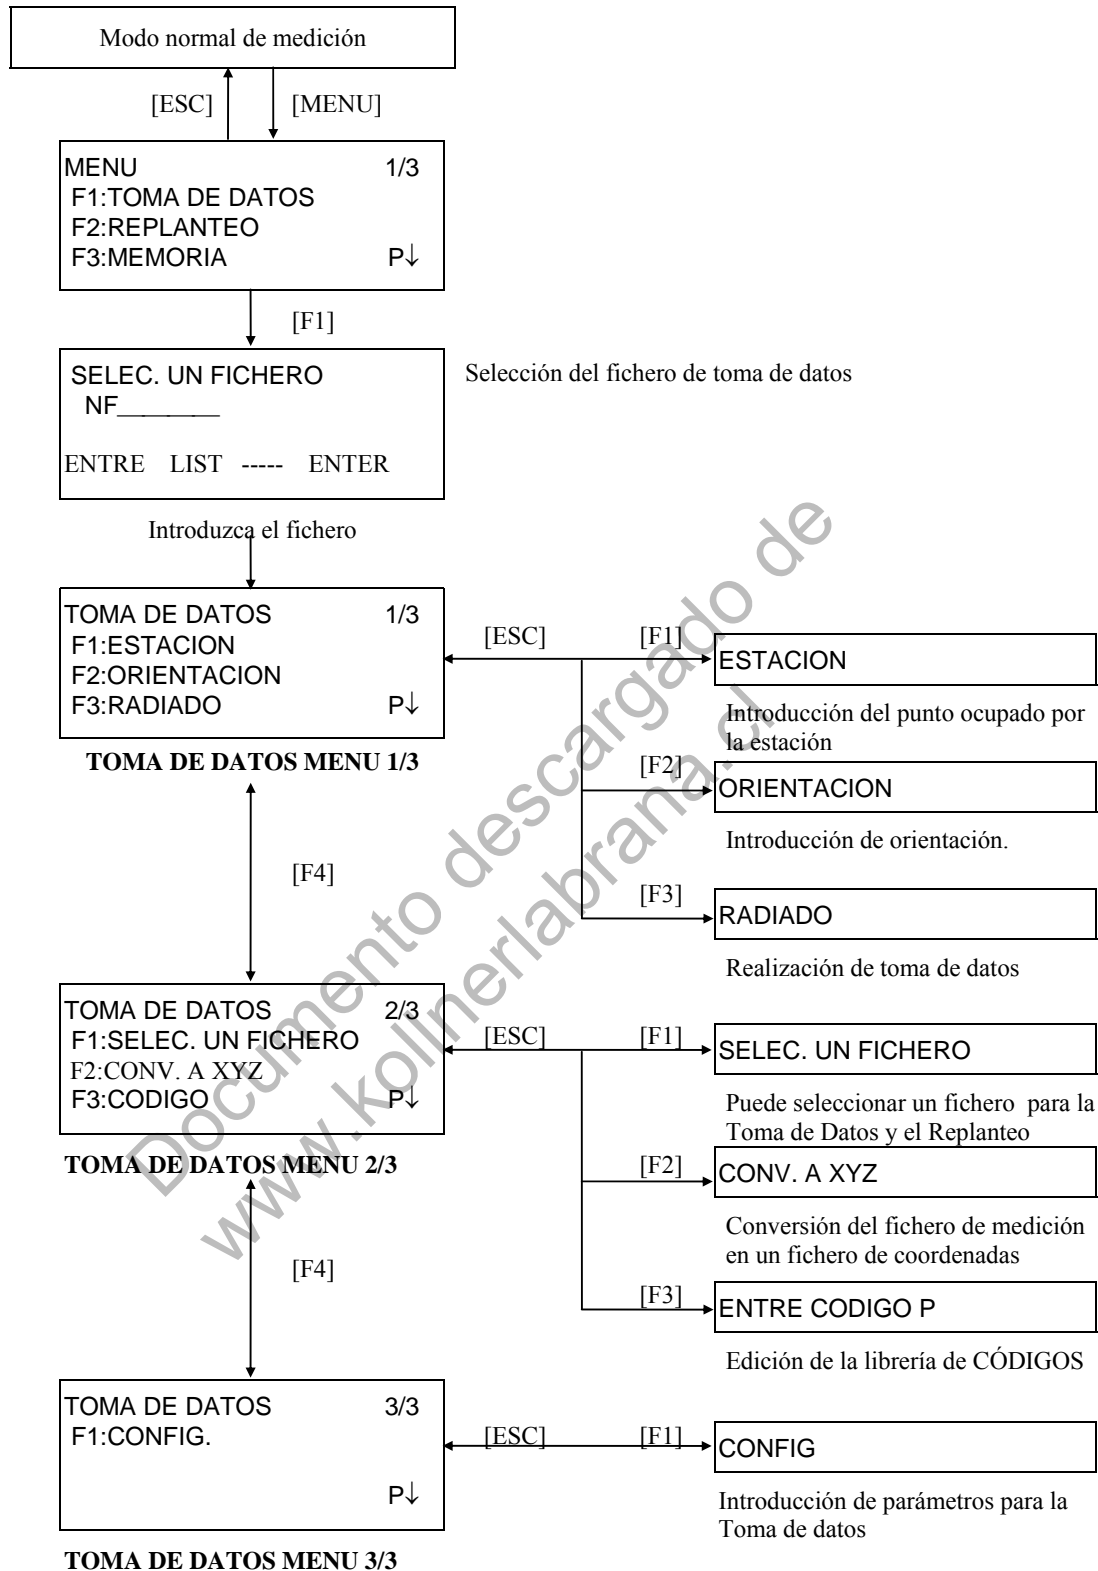 Modo normal de medición
[ESC]
[MENU]
MENU 1/3
F1:TOMA DE DATOS
F2:REPLANTEO
F3:MEMORIA P↓
[F1]
SELEC. UN FICHERO
NF_______
ENTRE LIST ----- ENTER
Selección del fichero de toma de datos
Introduzca el fichero
TOMA DE DATOS 1/3
F1:ESTACION
F2:ORIENTACION
F3:RADIADO P↓
TOMA DE DATOS MENU 1/3
[ESC]
[F1]
ESTACION
Introducción del punto ocupado por
la estación
[F2]
ORIENTACION
Introducción de orientación.
[F3]
RADIADO
Realización de toma de datos
[F4]
TOMA DE DATOS 2/3
F1:SELEC. UN FICHERO
F2:CONV. A XYZ
F3:CODIGO P↓
TOMA DE DATOS MENU 2/3
[ESC]
[F1]
SELEC. UN FICHERO
Puede seleccionar un fichero para la
Toma de Datos y el Replanteo
[F2]
CONV. A XYZ
Conversión del fichero de medición
en un fichero de coordenadas
[F3]
ENTRE CODIGO P
Edición de la librería de CÓDIGOS
[F4]
TOMA DE DATOS 3/3
F1:CONFIG.
P↓
TOMA DE DATOS MENU 3/3
[ESC]
[F1]
CONFIG
Introducción de parámetros para la
Toma de datos
Documento descargado de
www.kollnerlabrana.cl